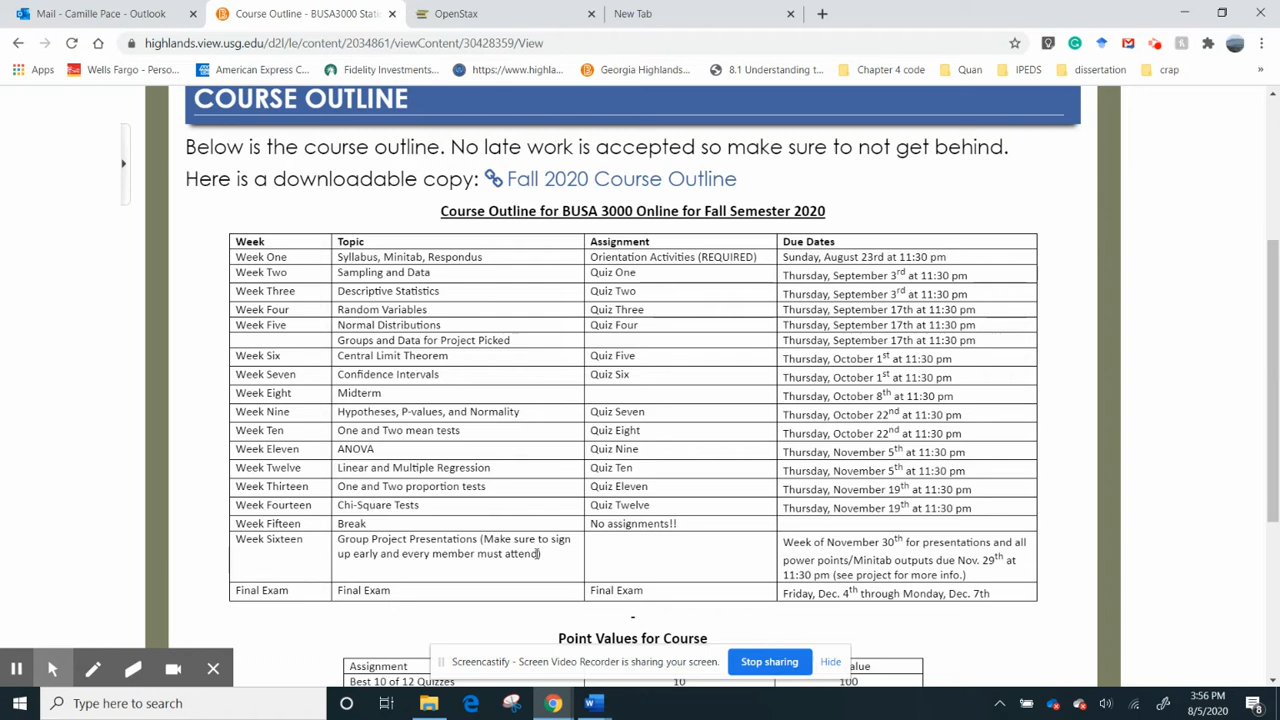 Mail - Camille Pace - Outlook
Course Outline - BUSA3000 Stati
OpenStax
New Tab
highlands.view.usg.edu/d2l/le/content/2034861/viewContent/30428359/View
Apps
Wells Fargo - Perso...
American Express C...
Fidelity Investments...
https://www.highla...
Georgia Highlands...
8.1 Understanding t...
Chapter 4 code
Quan
IPEDS
dissertation
crap
»
COURSE OUTLINE
Below is the course outline. No late work is accepted so make sure to not get behind.
Here is a downloadable copy: Fall 2020 Course Outline
Course Outline for BUSA 3000 Online for Fall Semester 2020
Week Topic Assignment Due Dates
Week One Syllabus, Minitab, Respondus Orientation Activities (REQUIRED) Sunday, August 23rd at 11:30 pm
Week Two Sampling and Data Quiz One Thursday, September 3rd at 11:30 pm
Week Three Descriptive Statistics Quiz Two Thursday, September 3rd at 11:30 pm
Week Four Random Variables Quiz Three Thursday, September 17th at 11:30 pm
Week Five Normal Distributions Quiz Four Thursday, September 17th at 11:30 pm
Groups and Data for Project Picked Thursday, September 17th at 11:30 pm
Week Six Central Limit Theorem Quiz Five Thursday, October 1st at 11:30 pm
Week Seven Confidence Intervals Quiz Six Thursday, October 1st at 11:30 pm
Week Eight Midterm Thursday, October 8th at 11:30 pm
Week Nine Hypotheses, P-values, and Normality Quiz Seven Thursday, October 22nd at 11:30 pm
Week Ten One and Two mean tests Quiz Eight Thursday, October 22nd at 11:30 pm
Week Eleven ANOVA Quiz Nine Thursday, November 5th at 11:30 pm
Week Twelve Linear and Multiple Regression Quiz Ten Thursday, November 5th at 11:30 pm
Week Thirteen One and Two proportion tests Quiz Eleven Thursday, November 19th at 11:30 pm
Week Fourteen Chi-Square Tests Quiz Twelve Thursday, November 19th at 11:30 pm
Week Fifteen Break No assignments!!
Week Sixteen Group Project Presentations (Make sure to sign
up early and every member must attend)
Week of November 30th for presentations and all
power points/Minitab outputs due Nov. 29th at
11:30 pm (see project for more info.)
Final Exam Final Exam Final Exam Friday, Dec. 4th through Monday, Dec. 7th
-
Point Values for Course
Assignment alue
Best 10 of 12 Quizzes 10 100
Screencastify - Screen Video Recorder is sharing your screen.
Stop sharing
Hide
Type here to search
3:56 PM
8/5/2020
8